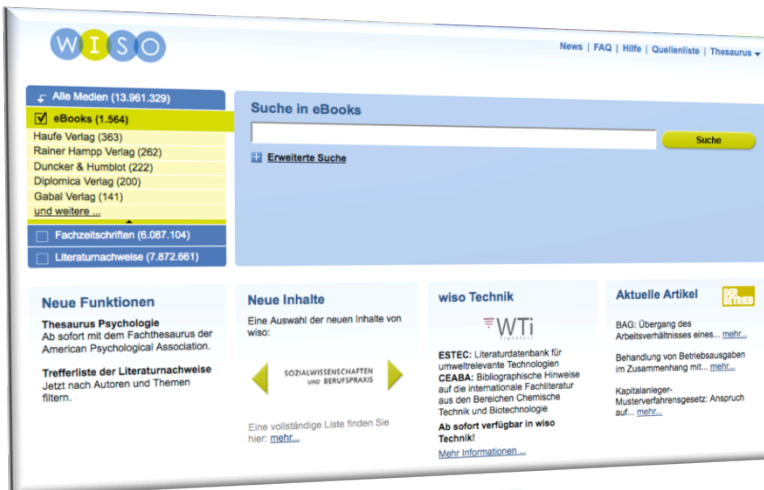 WISO
News | FAQ | Hilfe | Quellenliste | Thesaurus
Alle Medien (13.961.329)
eBooks (1.564)
Haufe Verlag (363)
Rainer Hampp Verlag (262)
Duncker & Humblot (222)
Diplomica Verlag (200)
Gabal Verlag (141)
und weitere ...
Fachzeitschriften (6.087.104)
Literaturnachweise (7.872.661)
Suche in eBooks
Suche
Erweiterte Suche
Neue Funktionen
Thesaurus Psychologie
Ab sofort mit dem Fachthesaurus der
American Psychological Association.
Trefferliste der Literaturnachweise
Jetzt nach Autoren und Themen
filtern.
Neue Inhalte
Eine Auswahl der neuen Inhalte von
wiso:
SOZIALWISSENSCHAFTEN
UND BERUFSPRAXIS
Eine vollständige Liste finden Sie
hier: mehr...
wiso Technik
WTi
Frankfurt
ESTEC: Literaturdatenbank für
umweltrelevante Technologien
CEABA: Bibliographische Hinweise
auf die internationale Fachliteratur
aus den Bereichen Chemische
Technik und Biotechnologie
Ab sofort verfügbar in wiso
Technik!
Mehr Informationen ...
Aktuelle Artikel
DER
BETRIEB
BAG: Übergang des
Arbeitsverhältnisses eines... mehr...
Behandlung von Betriebsausgaben
im Zusammenhang mit... mehr...
Kapitalanleger-
Musterverfahrensgesetz: Anspruch
auf... mehr...